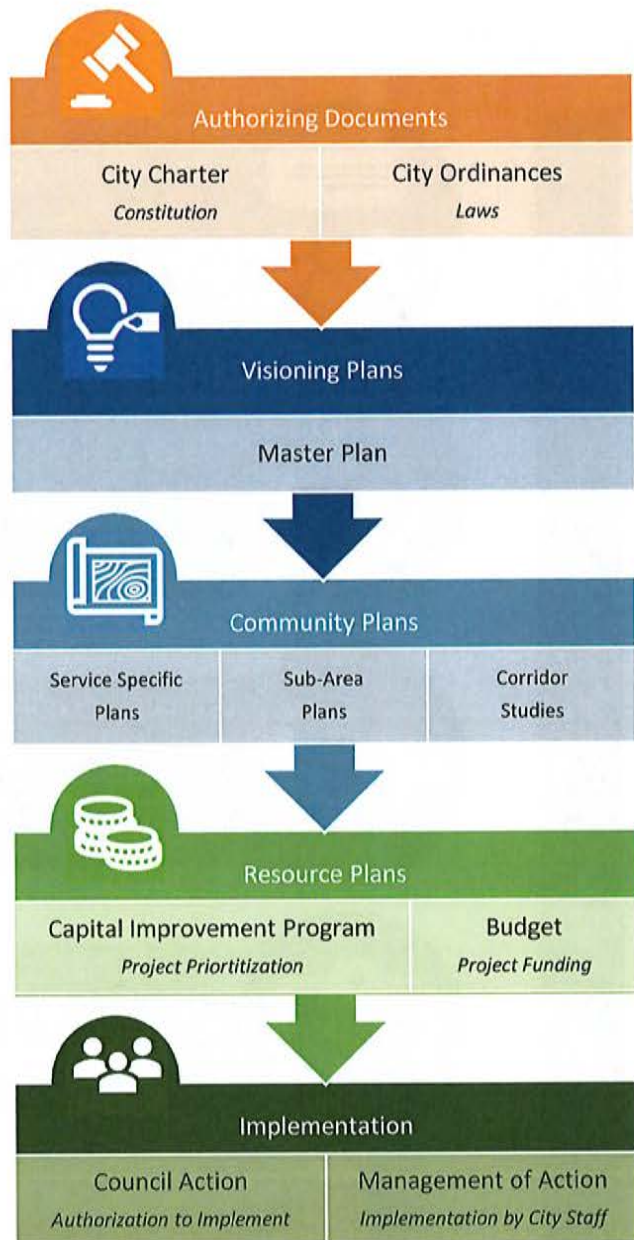 Authorizing Documents
City Charter
Constitution
City Ordinances
Laws
Visioning Plans
Master Plan
Community Plans
Service Specific
Plans
Sub-Area
Plans
Corridor
Studies
Resource Plans
Capital Improvement Program
Project Priortitization
Budget
Project Funding
Implementation
Council Action
Authorization to Implement
Management of Action
Implementation by City Staff